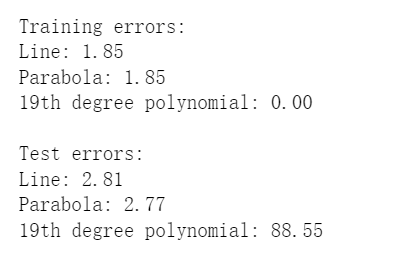 Training errors:
Line: 1.85
Parabola: 1.85
19th degree polynomial: 0.00
Test errors:
Line: 2.81
Parabola: 2.77
19th degree polynomial: 88.55